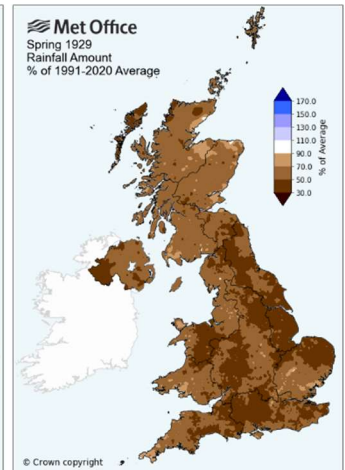 Met Office
Spring 1929
Rainfall Amount
% of 1991-2020 Average
170.0
150.0
130.0
110.0
90.0
70.0
50.0
30.0
% of Average
© Crown copyright